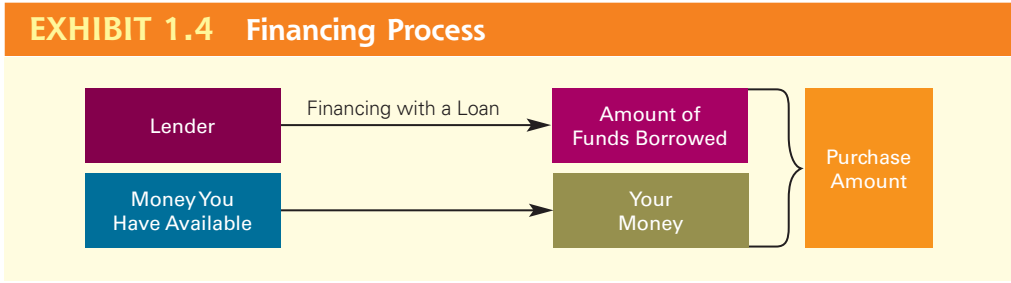 EXHIBIT 1.4 Financing Process
Lender
Financing with a Loan
Amount of
Funds Borrowed
Money You
Have Available
Your
Money
Purchase
Amount